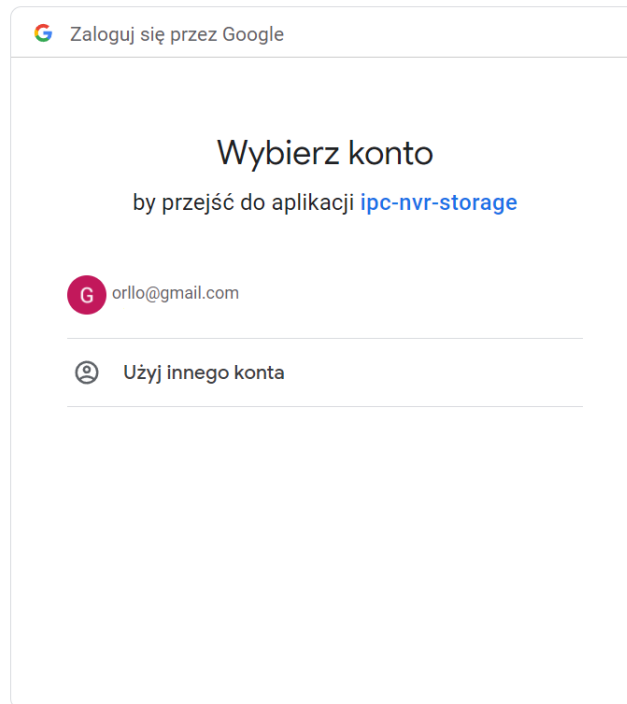 Zaloguj się przez Google
Wybierz konto
by przejść do aplikacji ipc-nvr-storage
G
orllo@gmail.com
Użyj innego konta